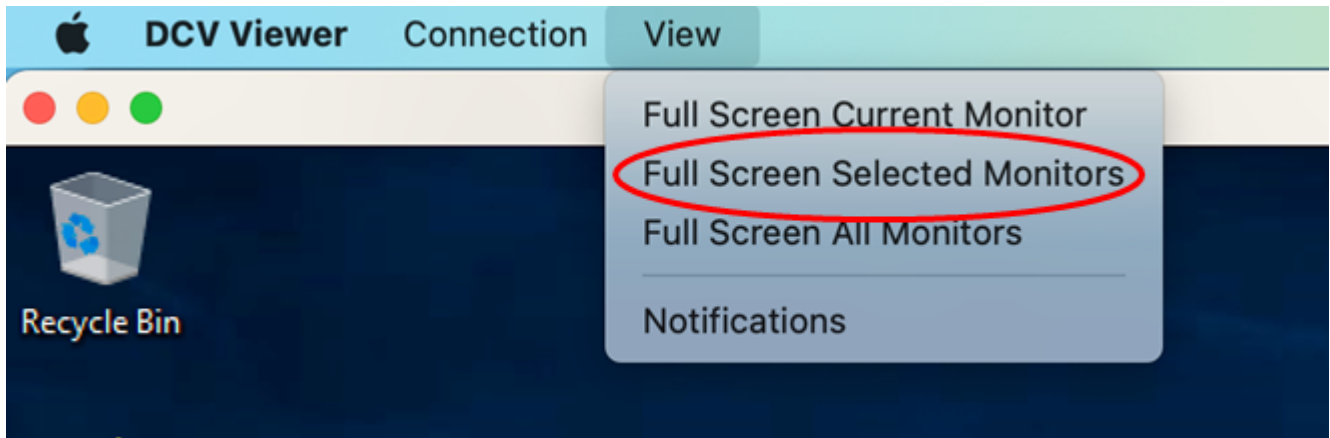 DCV Viewer Connection View
Full Screen Current Monitor
Full Screen Selected Monitors
Full Screen All Monitors
Notifications
Recycle Bin